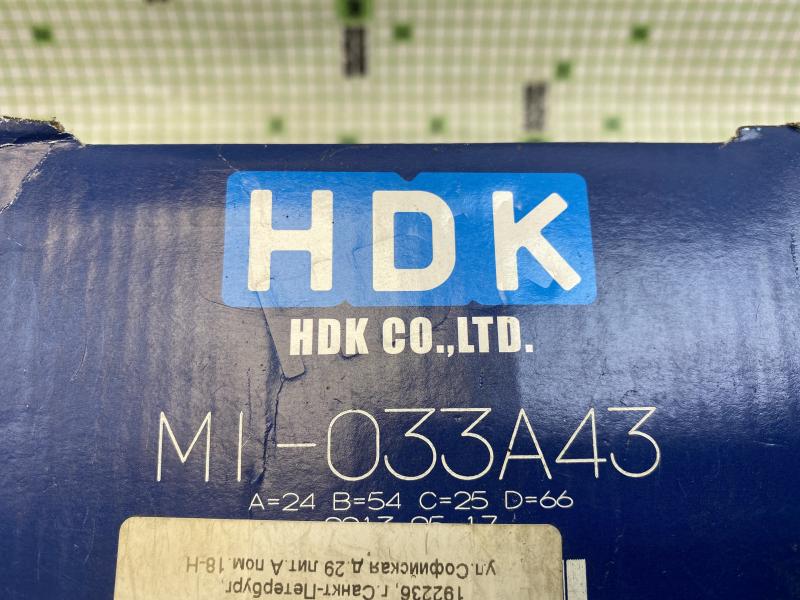 HDK
HDK CO.,LTD.
MI-033A43
A=24 B=54 C=25 D=66
192236, г.Санкт-Петербург,
ул.Софийская,д.29 лит.А пом.18-Н